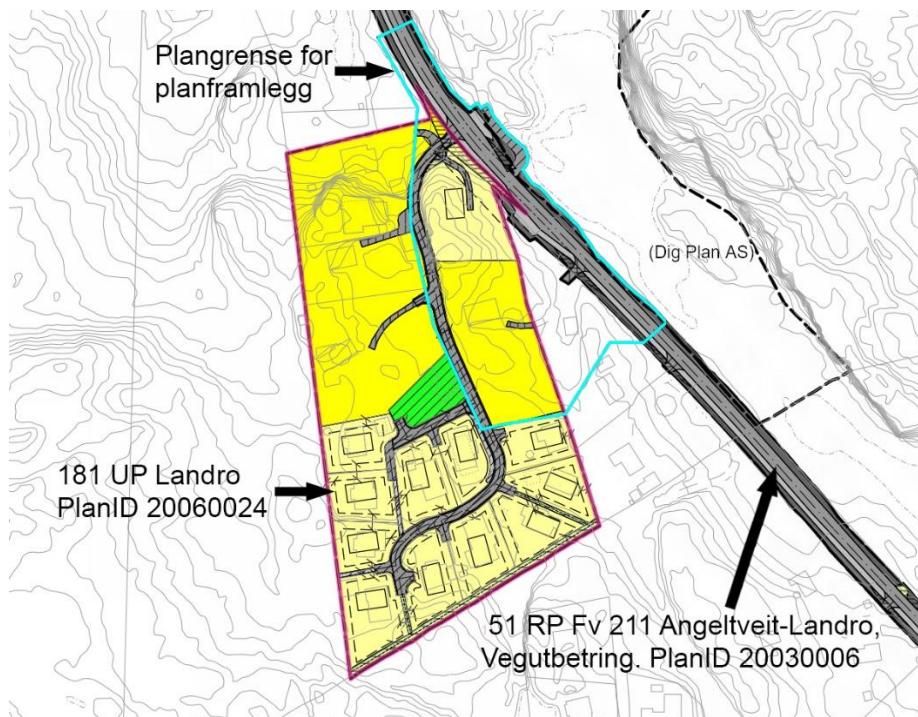 Plangrense for
planframlegg
(Dig Plan AS)
181 UP Landro
PlanID 20060024
51 RP Fv 211 Angeltveit-Landro,
Vegutbetring. PlanID 20030006